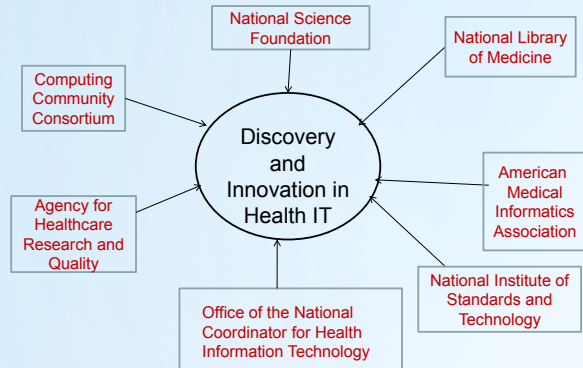 National Science
Foundation
National Library
of Medicine
Computing
Community
Consortium
Discovery
and
Innovation in
Health IT
American
Medical
Informatics
Association
Agency for
Healthcare
Research and
Quality
National Institute of
Standards and
Technology
Office of the National
Coordinator for Health
Information Technology